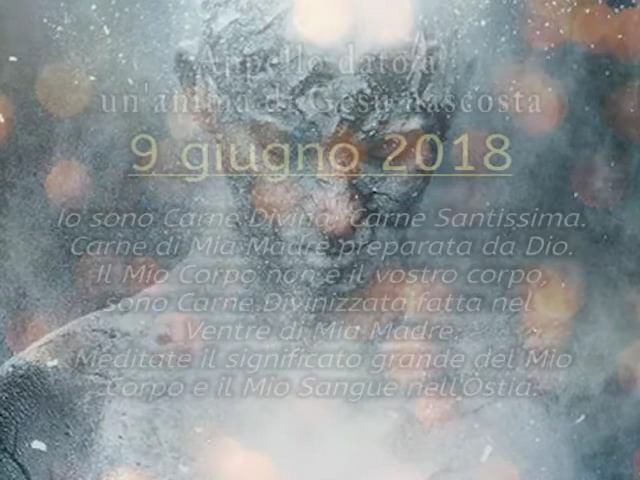 Appello dato a
un'anima di Gesù nascosta
9 giugno 2018
Io sono Carne Divina, Carne Santissima.
Carne di Mia Madre preparata da Dio.
Il Mio Corpo non è il vostro corpo,
sono Carne Divinizzata fatta nel
Ventre di Mia Madre.
Meditate il significato grande del Mio
Corpo e il Mio Sangue nell'Ostia.